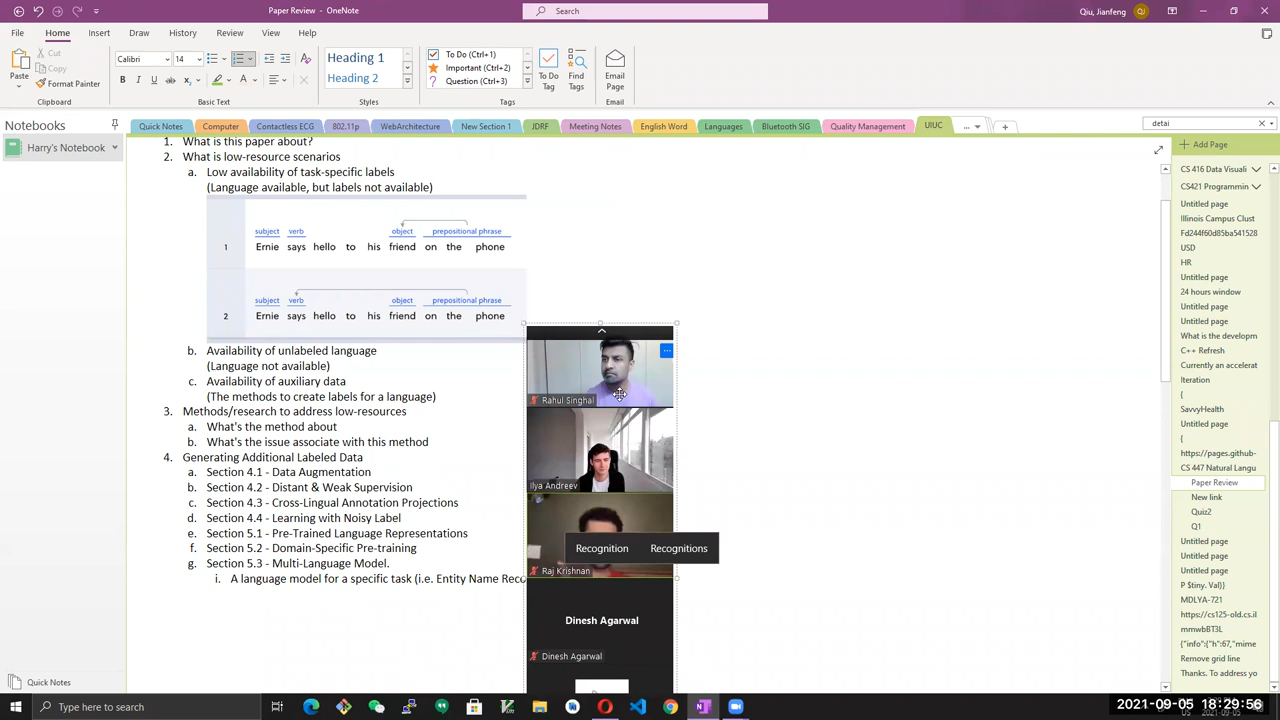 Paper Review - OneNote
Search
Qiu, Jianfeng
QJ
File Home Insert Draw History Review View Help
Paste
Cut
Copy
Format Painter
Clipboard
Calibri 14
B I U ab x A
Basic Text
Heading 1
Heading 2
Styles
To Do (Ctrl+1)
Important (Ctrl+2)
? Question (Ctrl+3)
To Do Tag
Find Tags
Tags
Email Page
Email
Notebooks
Harry's Notebook
Quick Notes
Quick Notes Computer Contactless ECG 802.11p WebArchitecture New Section 1 JDRF Meeting Notes English Word Languages Bluetooth SIG Quality Management UIUC ...
detai
1. What is this paper about?
2. What is low-resource scenarios
a. Low availability of task-specific labels
(Language available, but labels not available)
subject verb object prepositional phrase
1 Ernie says hello to his friend on the phone
subject verb object prepositional phrase
2 Ernie says hello to his friend on the phone
b. Availability of unlabeled language
(Language not available)
c. Availability of auxiliary data
(The methods to create labels for a language)
3. Methods/research to address low-resources
a. What's the method about
b. What's the issue associate with this method
4. Generating Additional Labeled Data
a. Section 4.1 - Data Augmentation
b. Section 4.2 - Distant & Weak Supervision
c. Section 4.3 - Cross-Lingual Annotation Projections
d. Section 4.4 - Learning with Noisy Label
e. Section 5.1 - Pre-Trained Language Representations
f. Section 5.2 - Domain-Specific Pre-training
g. Section 5.3 - Multi-Language Model.
i. A language model for a specific task (i.e. Entity Name Reco
Rahul Singhal
Ilya Andreev
Recognition Recognitions
Raj Krishnan
Dinesh Agarwal
Dinesh Agarwal
Add Page
CS 416 Data Visuali
CS421 Programmin
Untitled page
Illinois Campus Clust
Fd244f60d85ba541528
USD
HR
Untitled page
24 hours window
Untitled page
Untitled page
What is the developm
C++ Refresh
Currently an accelerat
Iteration
{
SavvyHealth
Untitled page
{
https://pages.github-
CS 447 Natural Langu
Paper Review
New link
Quiz2
Q1
Untitled page
Untitled page
Untitled page
P $tiny. Val)}
MDLYA-721
https://cs125-old.cs.il
mmwbBT3L
{"info":{"h":67,"mime
Remove grid line
Thanks. To address yo
Type here to search
2021-09-05 18:29:56